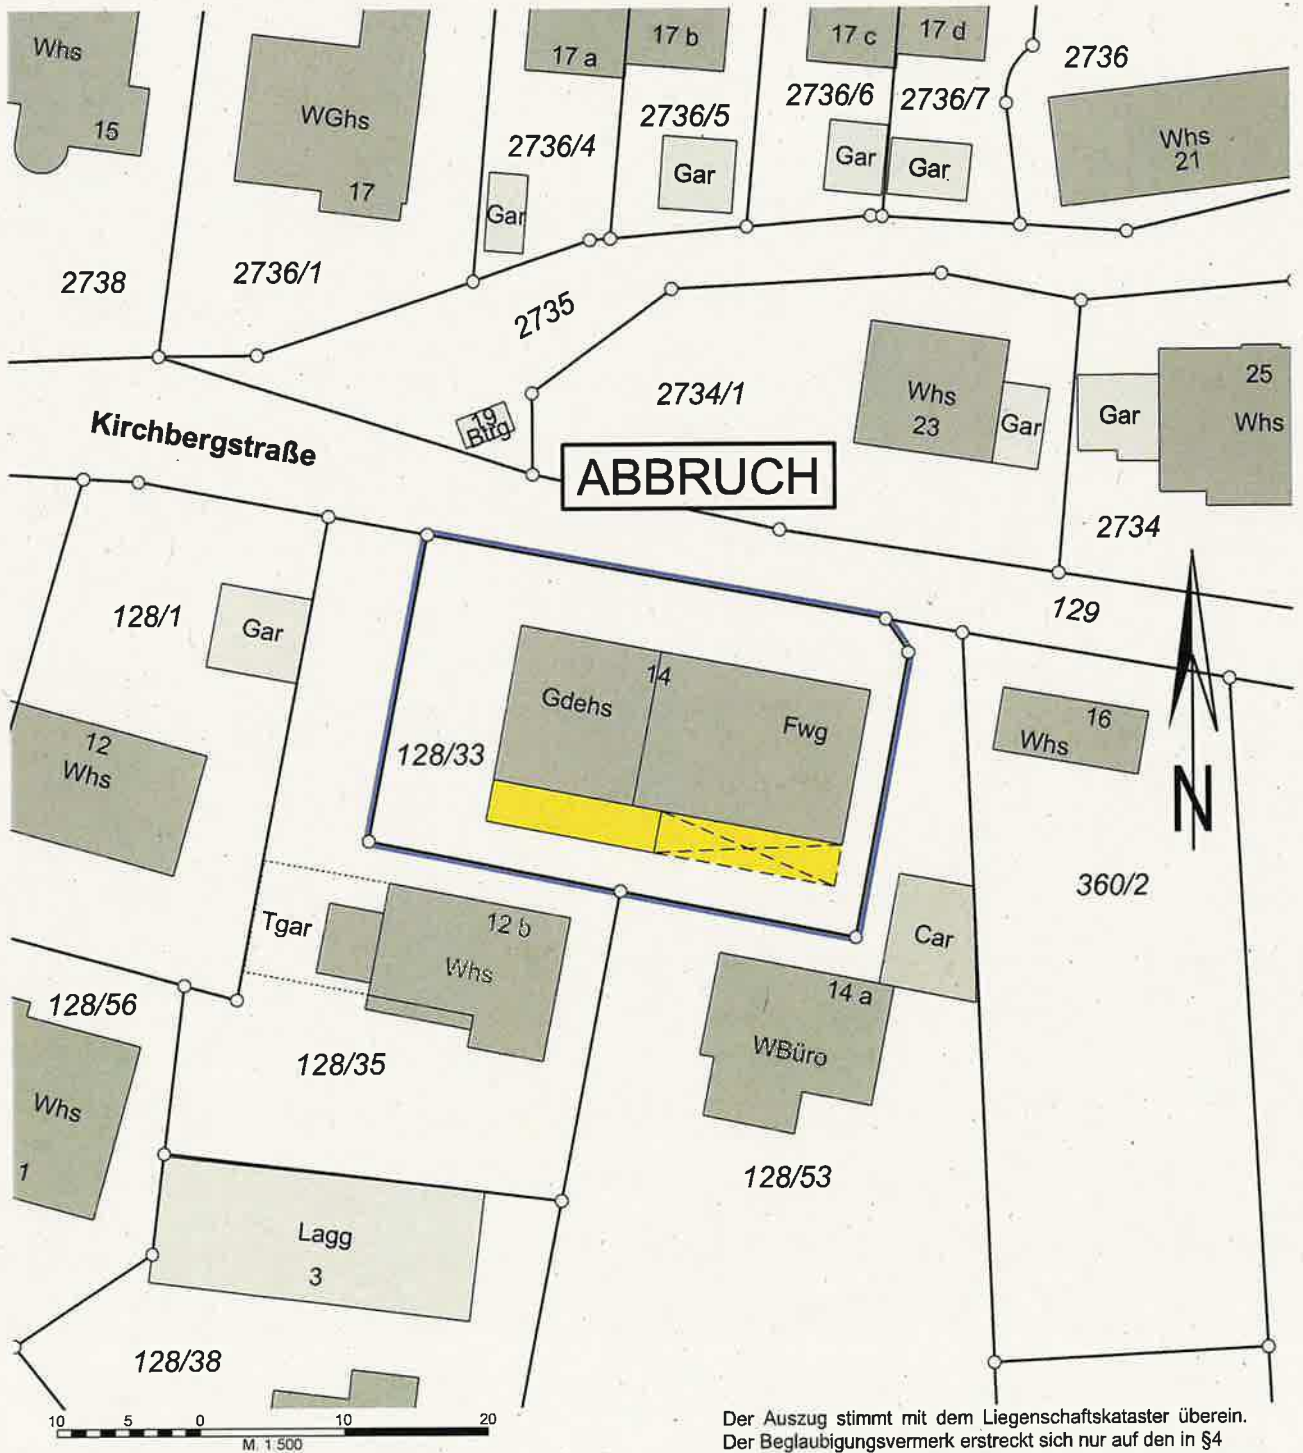 Whs
15
WGhs
17
17 a
17 b
17 c
17 d
2736
2736/4
2736/5
2736/6
2736/7
Gar
Gar
Gar
Gar
Whs
21
2738
2736/1
2735
2734/1
19
Btrg
Kirchbergstraße
ABBRUCH
Whs
23
Gar
Gar
25
Whs
2734
129
128/1
Gar
14
Gdehs
Fwg
128/33
16
Whs
N
12
Whs
360/2
Tgar
12 b
Whs
Car
14 a
WBüro
128/56
128/35
Whs
1
128/53
Lagg
3
128/38
10 5 0 10 20
M. 1:500
Der Auszug stimmt mit dem Liegenschaftskataster überein.
Der Beglaubigungsvermerk erstreckt sich nur auf den in §4